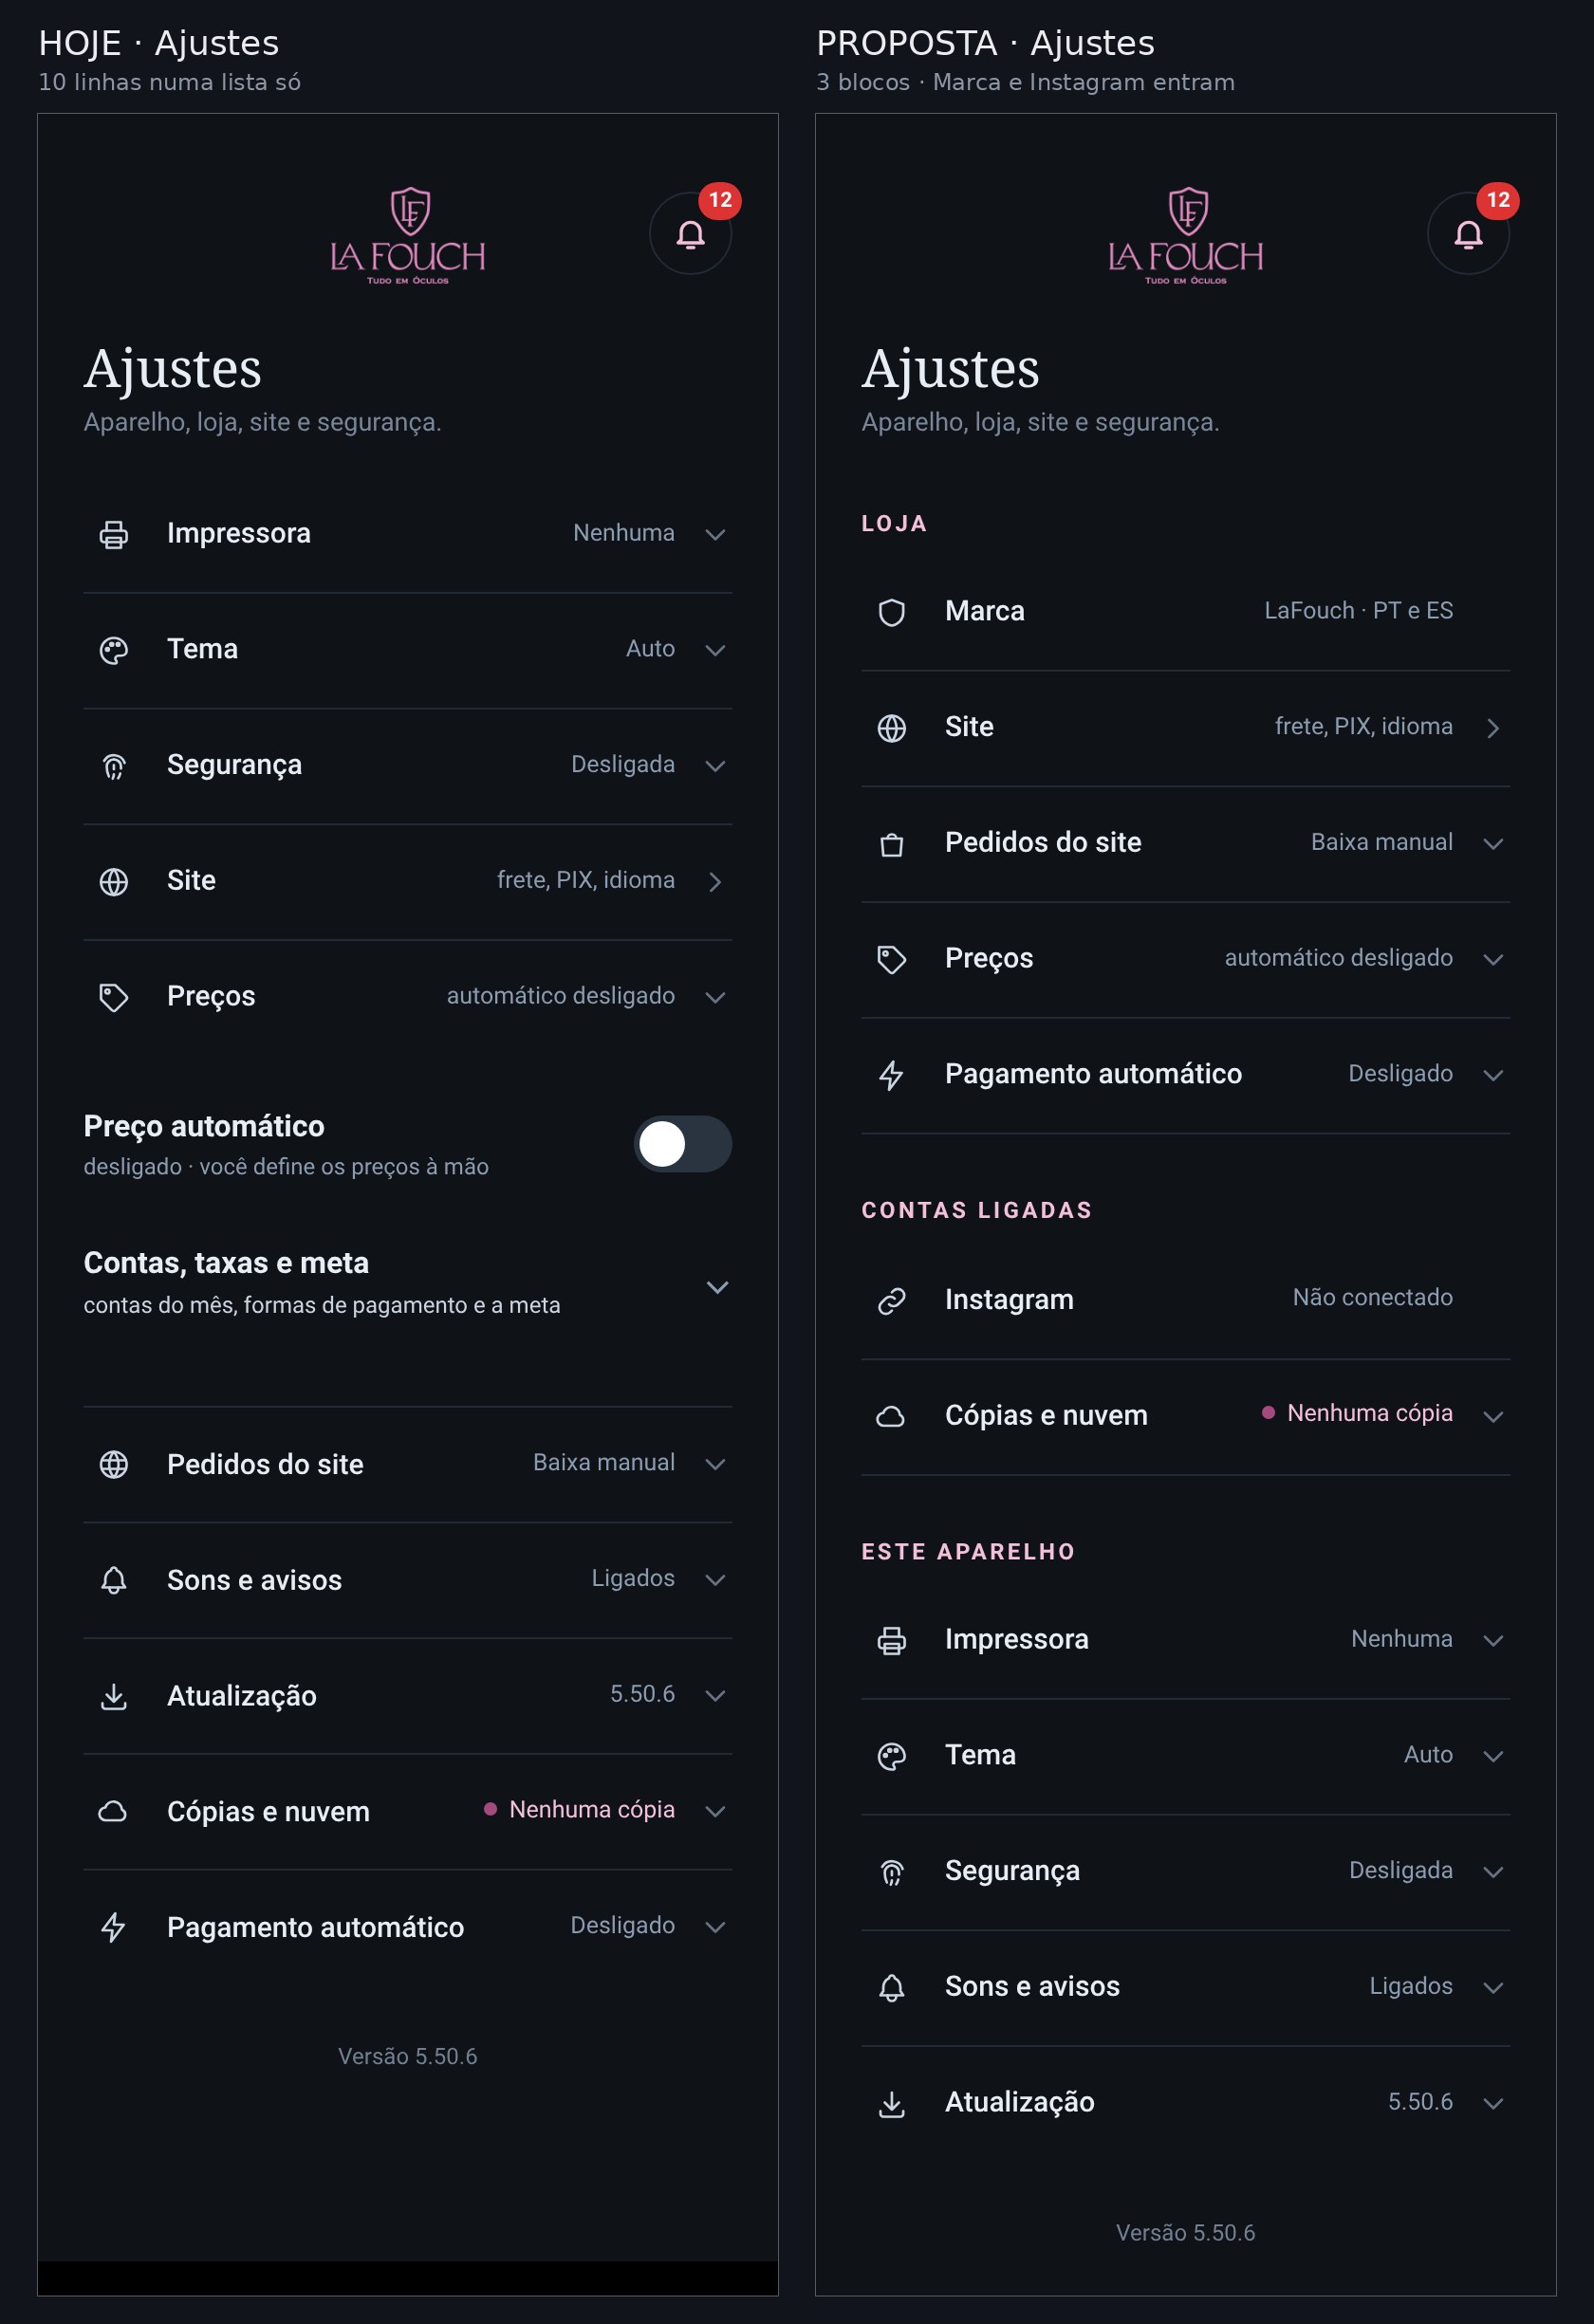 HOJE · Ajustes
10 linhas numa lista só
12
LF
LA FOUCH
TUDO EM ÓCULOS
Ajustes
Aparelho, loja, site e segurança.
Impressora Nenhuma
Tema Auto
Segurança Desligada
Site frete, PIX, idioma
Preços automático desligado
Preço automático
desligado · você define os preços à mão
Contas, taxas e meta
contas do mês, formas de pagamento e a meta
Pedidos do site Baixa manual
Sons e avisos Ligados
Atualização 5.50.6
Cópias e nuvem Nenhuma cópia
Pagamento automático Desligado
Versão 5.50.6
PROPOSTA · Ajustes
3 blocos · Marca e Instagram entram
12
LF
LA FOUCH
TUDO EM ÓCULOS
Ajustes
Aparelho, loja, site e segurança.
LOJA
Marca LaFouch · PT e ES
Site frete, PIX, idioma
Pedidos do site Baixa manual
Preços automático desligado
Pagamento automático Desligado
CONTAS LIGADAS
Instagram Não conectado
Cópias e nuvem Nenhuma cópia
ESTE APARELHO
Impressora Nenhuma
Tema Auto
Segurança Desligada
Sons e avisos Ligados
Atualização 5.50.6
Versão 5.50.6